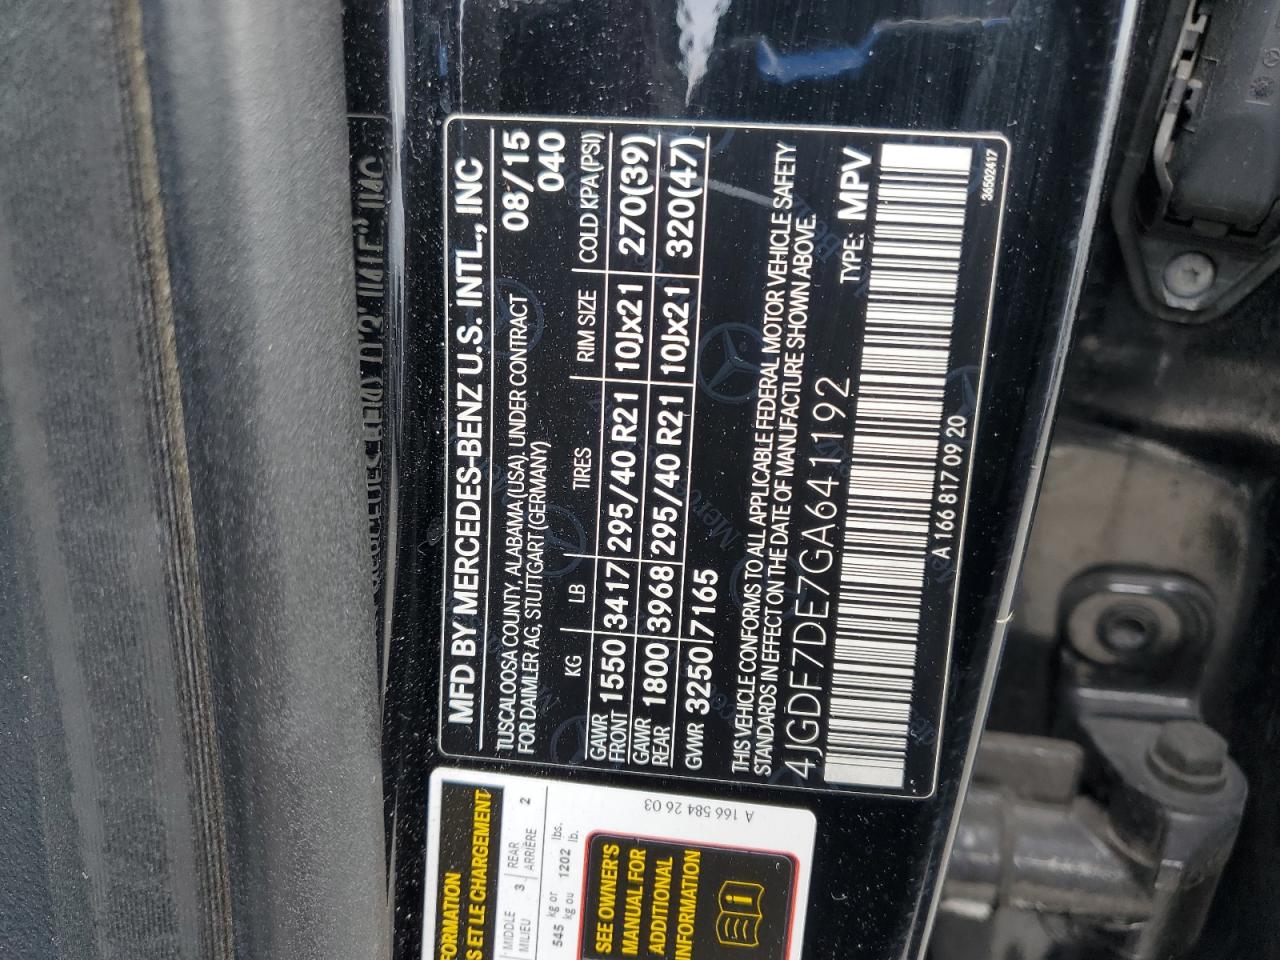 MFD BY MERCEDES-BENZ U.S. INTL., INC
TUSCALOOSA COUNTY, ALABAMA (USA), UNDER CONTRACT
FOR DAIMLER AG, STUTTGART (GERMANY)
08/15
040
KG LB TIRES RIM SIZE COLD KPA (PSI)
GAWR FRONT 1550 3417 295/40 R21 10Jx21 270(39)
GAWR REAR 1800 3968 295/40 R21 10Jx21 320(47)
GVWR 3250 7165
THIS VEHICLE CONFORMS TO ALL APPLICABLE FEDERAL MOTOR VEHICLE SAFETY
STANDARDS IN EFFECT ON THE DATE OF MANUFACTURE SHOWN ABOVE.
4JGDF7DE7GA641192 TYPE: MPV
A 166 817 09 20
36502417
FORMATION
S ET LE CHARGEMENT
MIDDLE 3 REAR 2
MILIEU ARRIÈRE
545 kg or 1202 lbs.
kg ou lb.
SEE OWNER'S
MANUAL FOR
ADDITIONAL
INFORMATION
A 166 584 26 03